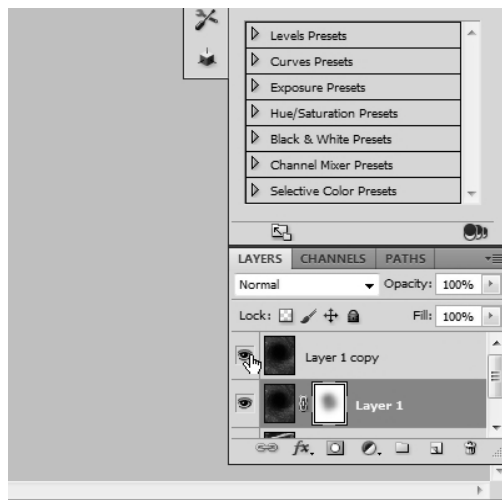 Levels Presets
Curves Presets
Exposure Presets
Hue/Saturation Presets
Black & White Presets
Channel Mixer Presets
Selective Color Presets
LAYERS CHANNELS PATHS
Normal Opacity: 100%
Lock: Fill: 100%
Layer 1 copy
Layer 1
fx.